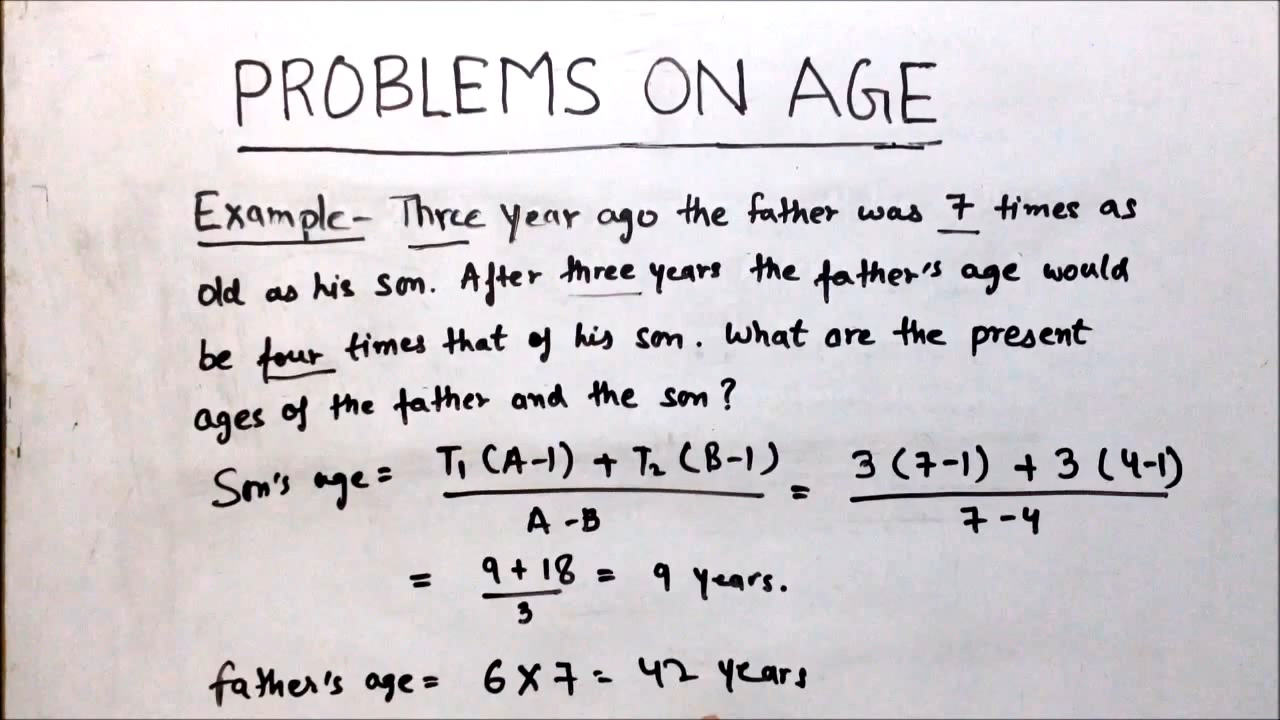 PROBLEMS ON AGE
Example- Three year ago the father was 7 times as
old as his son. After three years the father's age would
be four times that of his son. What are the present
ages of the father and the son?
Son's age = T₁ (A-1) + T₂ (B-1) / A - B = 3 (7-1) + 3 (4-1) / 7 - 4
= 9 + 18 / 3 = 9 years.
father's age = 6 x 7 = 42 years